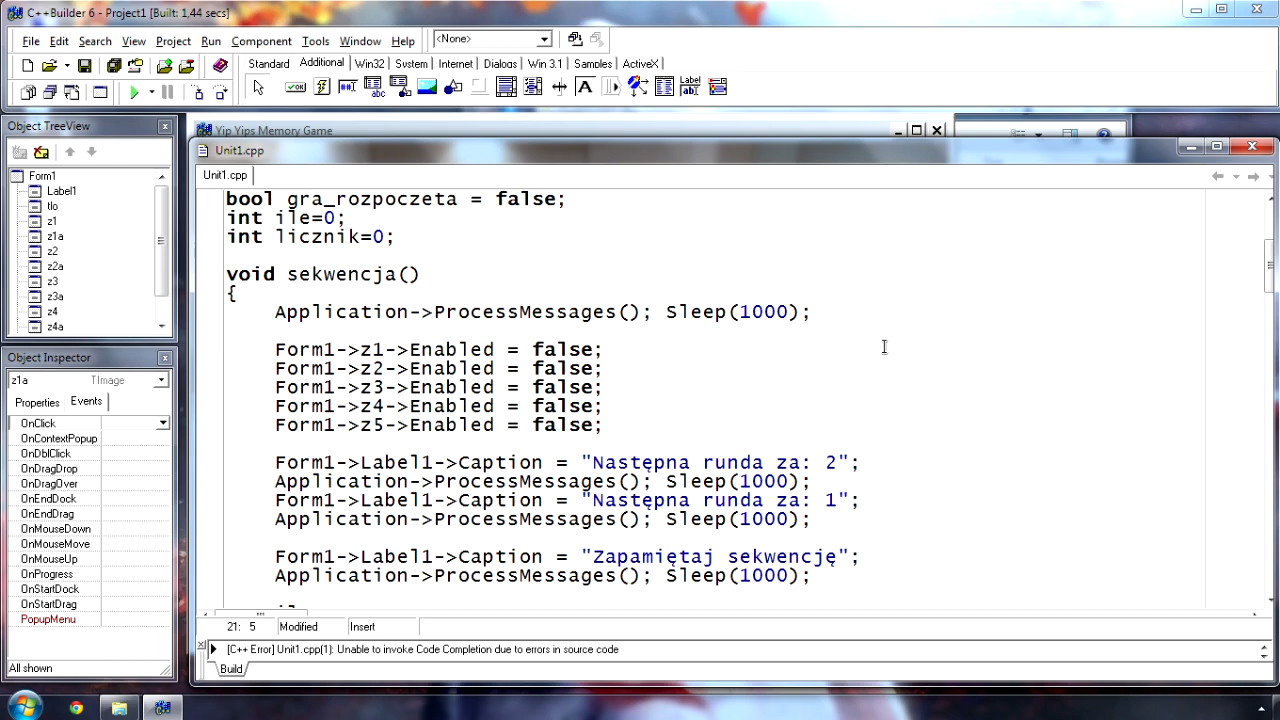 C++Builder 6 - Project1 [Built: 1,44 secs]
File Edit Search View Project Run Component Tools Window Help <None>
Standard Additional Win32 System Internet Dialogs Win 3.1 Samples ActiveX
Object TreeView
Form1
Label1
tlo
z1
z1a
z2
z2a
z3
z3a
z4
z4a
Object Inspector
z1a TImage
Properties Events
OnClick
OnContextPopup
OnDblClick
OnDragDrop
OnDragOver
OnEndDock
OnEndDrag
OnMouseDown
OnMouseMove
OnMouseUp
OnProgress
OnStartDock
OnStartDrag
PopupMenu
All shown
Yip Yips Memory Game
Unit1.cpp
Unit1.cpp
bool gra_rozpoczeta = false;
int ile=0;
int licznik=0;
void sekwencja()
{
Application->ProcessMessages(); Sleep(1000);
Form1->z1->Enabled = false;
Form1->z2->Enabled = false;
Form1->z3->Enabled = false;
Form1->z4->Enabled = false;
Form1->z5->Enabled = false;
Form1->Label1->Caption = "Następna runda za: 2";
Application->ProcessMessages(); Sleep(1000);
Form1->Label1->Caption = "Następna runda za: 1";
Application->ProcessMessages(); Sleep(1000);
Form1->Label1->Caption = "Zapamiętaj sekwencję";
Application->ProcessMessages(); Sleep(1000);
21: 5 Modified Insert
[C++ Error] Unit1.cpp(1): Unable to invoke Code Completion due to errors in source code
Build